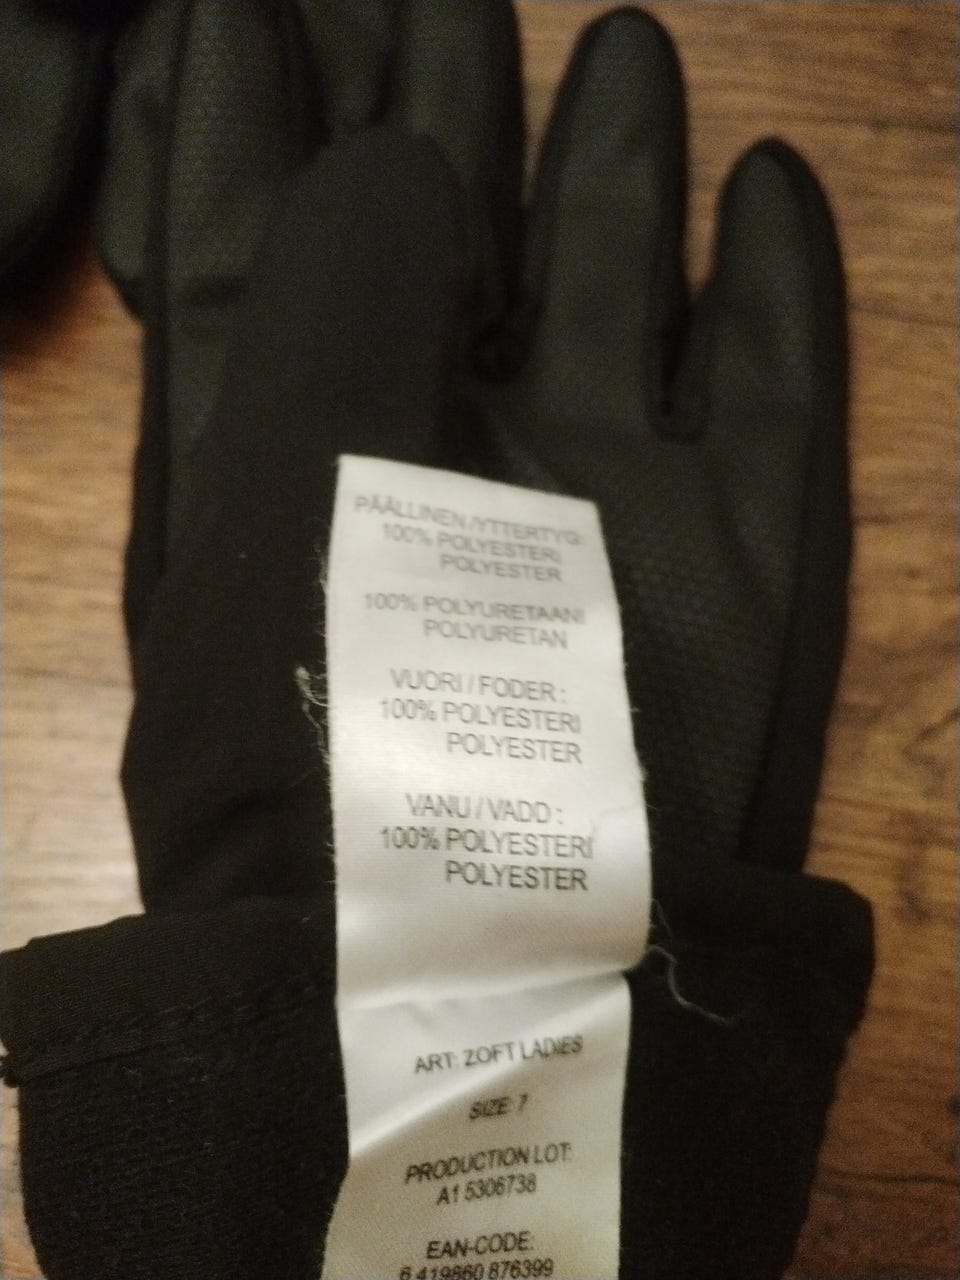 PÄÄLLINEN /YTTERTYG:
100% POLYESTERI
POLYESTER
100% POLYURETAANI
POLYURETAN
VUORI / FODER :
100% POLYESTERI
POLYESTER
VANU / VADD :
100% POLYESTERI
POLYESTER
ART: ZOFT LADIES
SIZE: 7
PRODUCTION LOT:
A1 5306738
EAN-CODE:
6 419860 876399